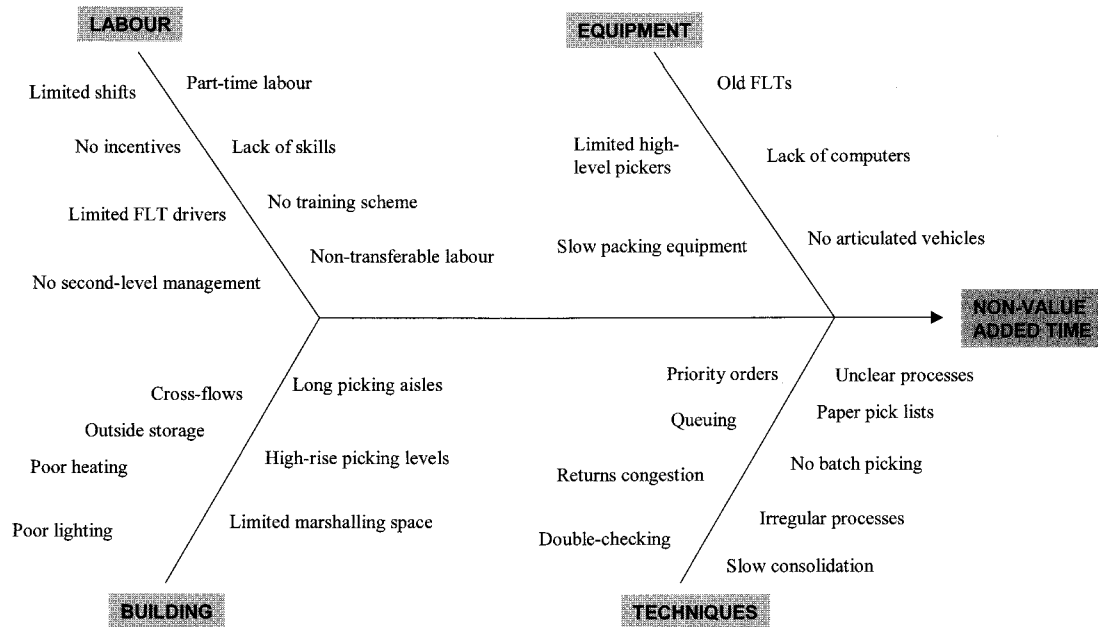 LABOUR
Limited shifts
Part-time labour
No incentives
Lack of skills
Limited FLT drivers
No training scheme
No second-level management
Non-transferable labour
EQUIPMENT
Old FLTs
Limited high-
level pickers
Lack of computers
Slow packing equipment
No articulated vehicles
NON-VALUE
ADDED TIME
Cross-flows
Long picking aisles
Outside storage
Poor heating
High-rise picking levels
Poor lighting
Limited marshalling space
BUILDING
Priority orders
Unclear processes
Queuing
Paper pick lists
Returns congestion
No batch picking
Double-checking
Irregular processes
Slow consolidation
TECHNIQUES